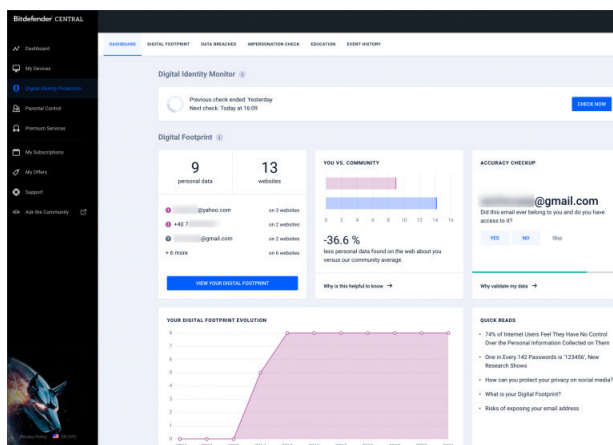 Bitdefender CENTRAL
Dashboard
My Devices
Digital Identity Protection
Parental Control
Premium Services
My Subscriptions
My Offers
Support
Ask the Community
Privacy Policy
DASHBOARD DIGITAL FOOTPRINT DATA BREACHES IMPERSONATION CHECK EDUCATION EVENT HISTORY
Digital Identity Monitor
Previous check ended: Yesterday
Next check: Today at 16:09
CHECK NOW
Digital Footprint
9
personal data
13
websites
@yahoo.com on 3 websites
+40 7 on 2 websites
@gmail.com on 2 websites
+ 6 more on 6 websites
VIEW YOUR DIGITAL FOOTPRINT
YOU VS. COMMUNITY
0 2 4 6 8 10 12 14 16
-36.6 %
less personal data found on the web about you
versus our community average.
Why is this helpful to know
ACCURACY CHECKUP
@gmail.com
Did this email ever belong to you and do you have
access to it?
YES NO Skip
Why validate my data
YOUR DIGITAL FOOTPRINT EVOLUTION
8
7
6
5
4
3
2
1
0
QUICK READS
74% of Internet Users Feel They Have No Control
Over the Personal Information Collected on Them
One in Every 142 Passwords is '123456', New
Research Shows
How can you protect your privacy on social media?
What is your Digital Footprint?
Risks of exposing your email address